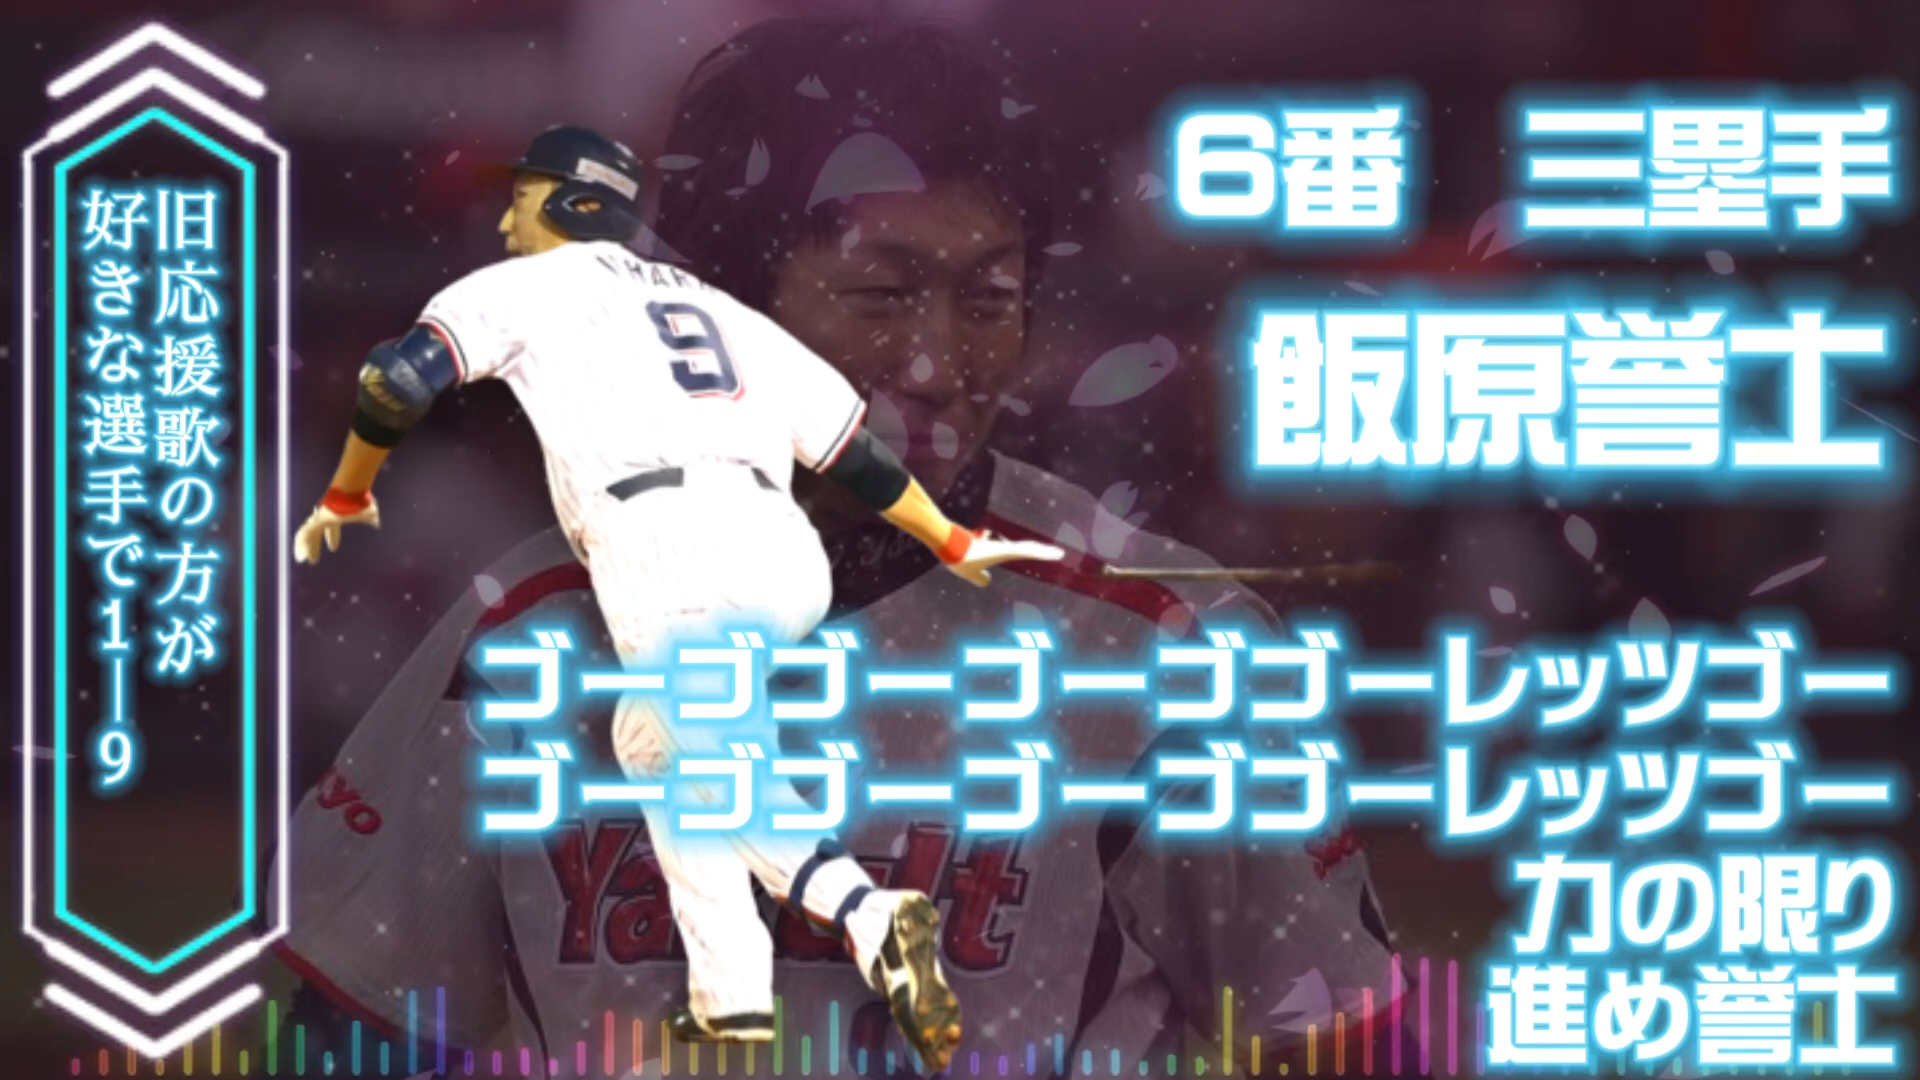 旧応援歌の方が
好きな選手で1―9
6番 三塁手
飯原誉士
9
ゴーゴゴーゴーゴゴーレッツゴー
ゴーゴゴーゴーゴゴーレッツゴー
力の限り
進め誉士
Yakult
yo